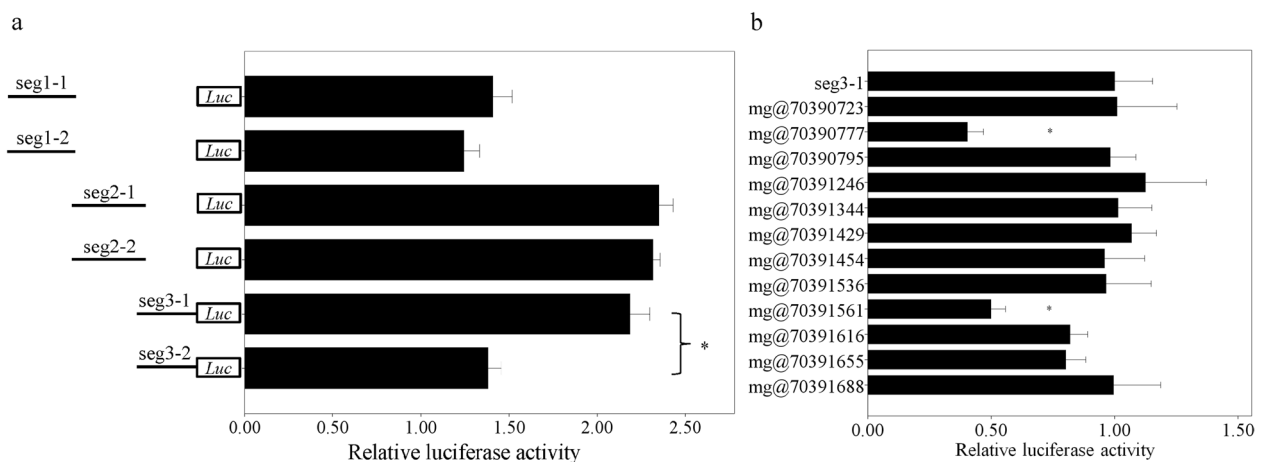 a
seg1-1
Luc
seg1-2
Luc
seg2-1
Luc
seg2-2
Luc
seg3-1
Luc
seg3-2
Luc
*
0.00 0.50 1.00 1.50 2.00 2.50
Relative luciferase activity
b
seg3-1
mg@70390723
mg@70390777 *
mg@70390795
mg@70391246
mg@70391344
mg@70391429
mg@70391454
mg@70391536
mg@70391561 *
mg@70391616
mg@70391655
mg@70391688
0.00 0.50 1.00 1.50
Relative luciferase activity